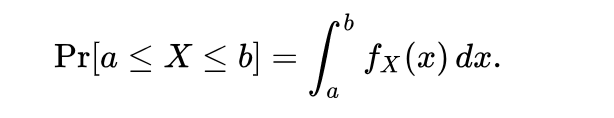 Pr[a ≤ X ≤ b] = ∫_a^b f_X(x) dx.